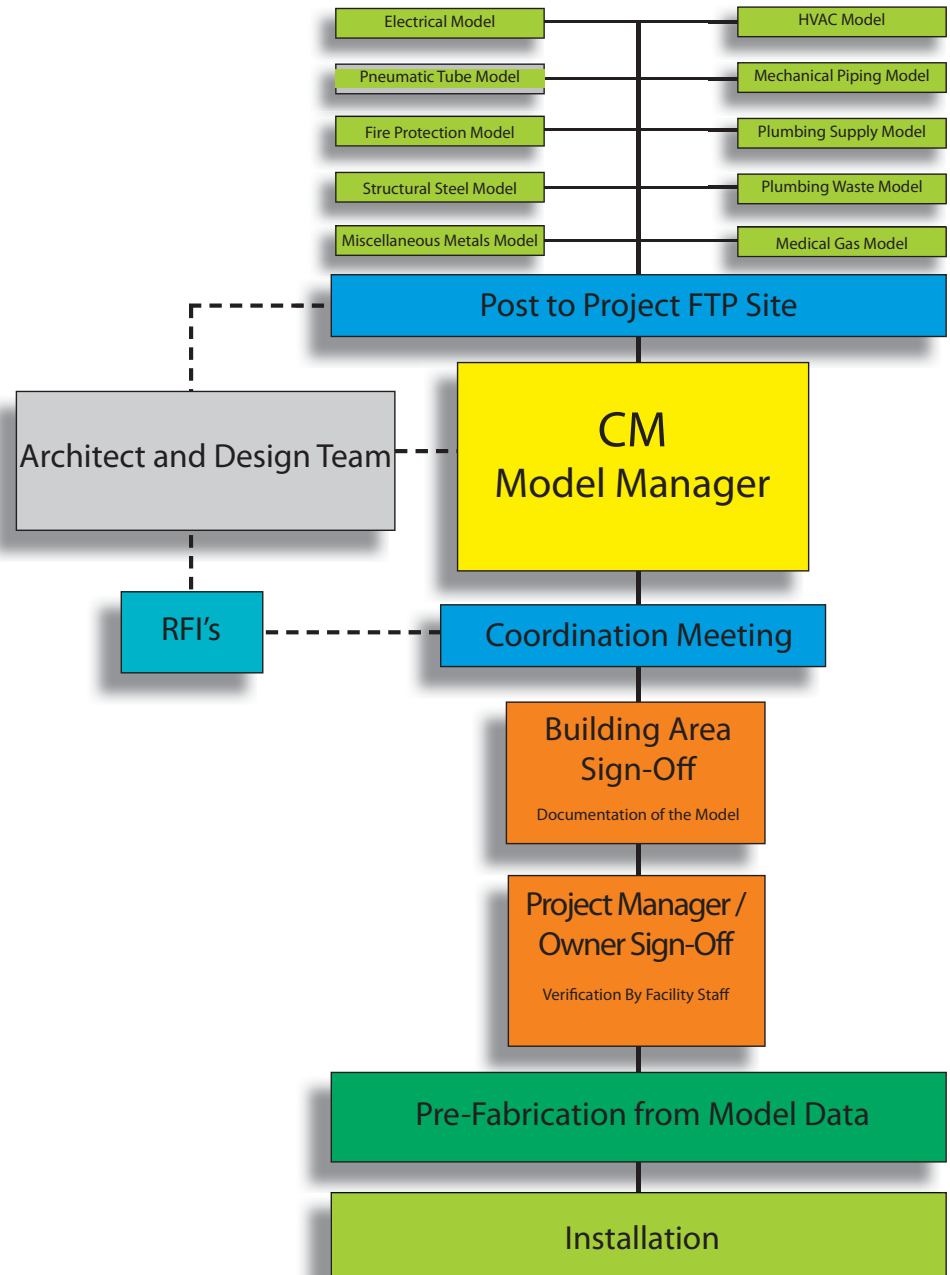 Electrical Model
HVAC Model
Pneumatic Tube Model
Mechanical Piping Model
Fire Protection Model
Plumbing Supply Model
Structural Steel Model
Plumbing Waste Model
Miscellaneous Metals Model
Medical Gas Model
Post to Project FTP Site
CM
Model Manager
Architect and Design Team
RFI's
Coordination Meeting
Building Area
Sign-Off
Documentation of the Model
Project Manager /
Owner Sign-Off
Verification By Facility Staff
Pre-Fabrication from Model Data
Installation